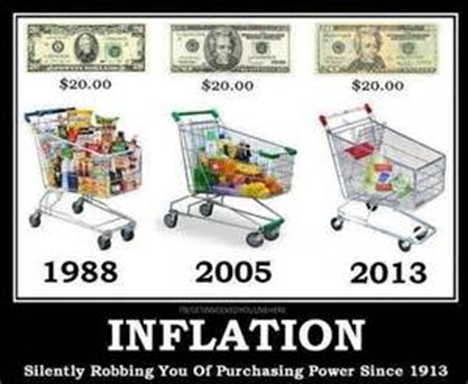 $20.00 $20.00 $20.00
1988 2005 2013
INFLATION
Silently Robbing You Of Purchasing Power Since 1913